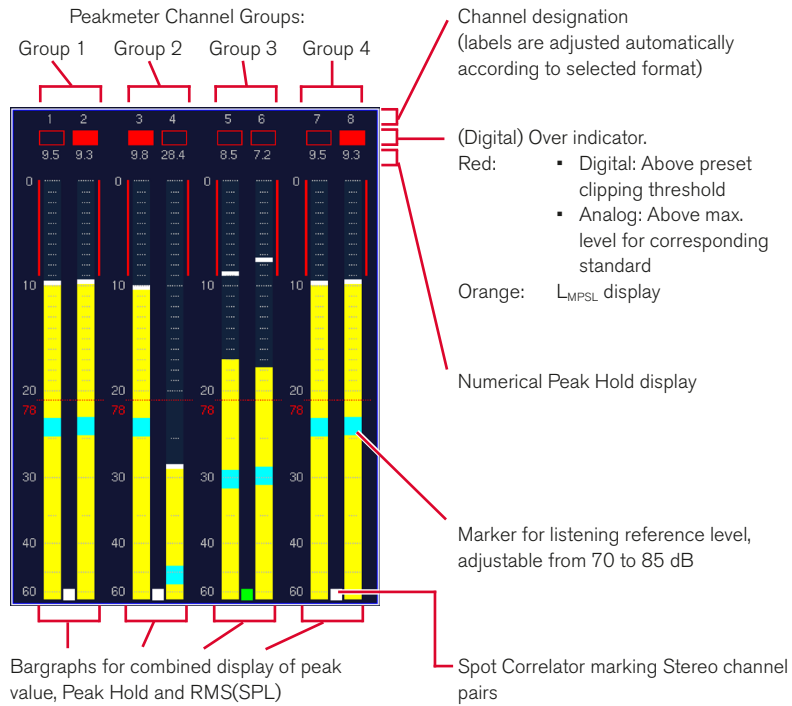 Peakmeter Channel Groups:
Group 1 Group 2 Group 3 Group 4
Channel designation
(labels are adjusted automatically
according to selected format)
1 2 3 4 5 6 7 8
9.5 9.3 9.8 28.4 8.5 7.2 9.5 9.3
(Digital) Over indicator.
Red: ▪ Digital: Above preset
clipping threshold
▪ Analog: Above max.
level for corresponding
standard
Orange: LMPSL display
Numerical Peak Hold display
0 0 0 0
10 10 10 10
20 20 20 20
78 78 78 78
30 30 30 30
40 40 40 40
60 60 60 60
Marker for listening reference level,
adjustable from 70 to 85 dB
Bargraphs for combined display of peak
value, Peak Hold and RMS(SPL)
Spot Correlator marking Stereo channel
pairs